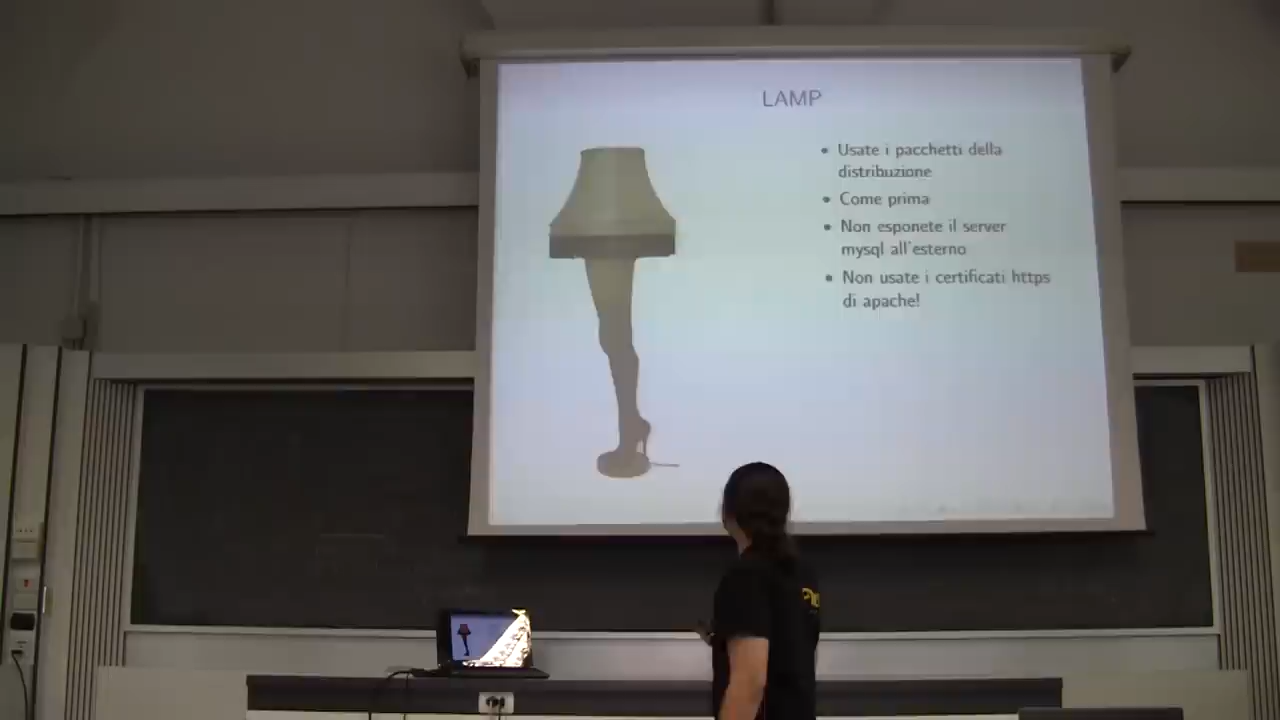 LAMP
• Usate i pacchetti della
distribuzione
• Come prima
• Non esponete il server
mysql all'esterno
• Non usate i certificati https
di apache!